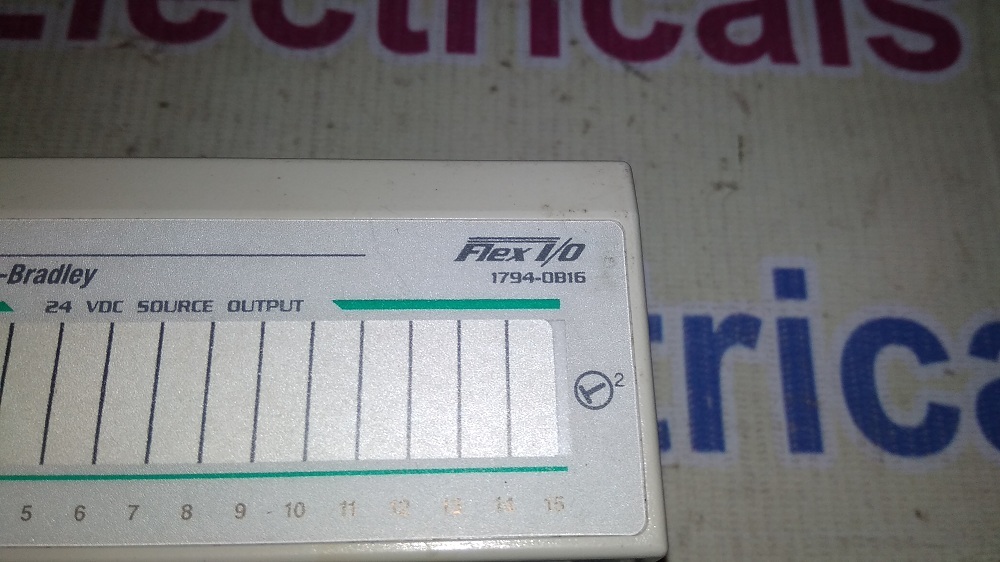 Electricals
Flex I/O
-Bradley
1794-OB16
24 VDC SOURCE OUTPUT
2
trica
5 6 7 8 9 10 11 12 13 14 15